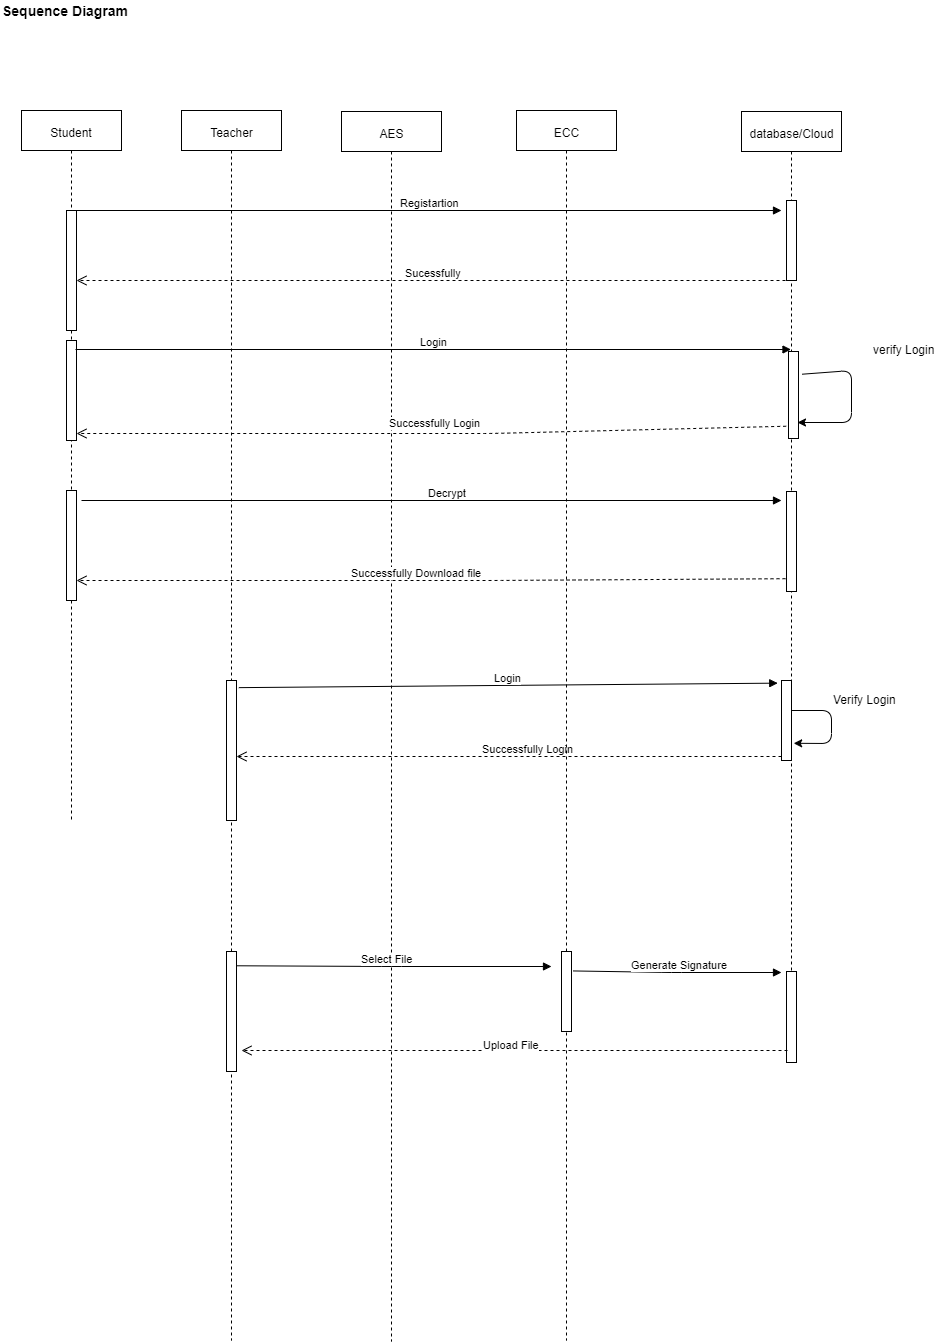 Sequence Diagram
Student
Teacher
AES
ECC
database/Cloud
Registartion
Sucessfully
Login
verify Login
Successfully Login
Decrypt
Successfully Download file
Login
Verify Login
Successfully Login
Select File
Generate Signature
Upload File